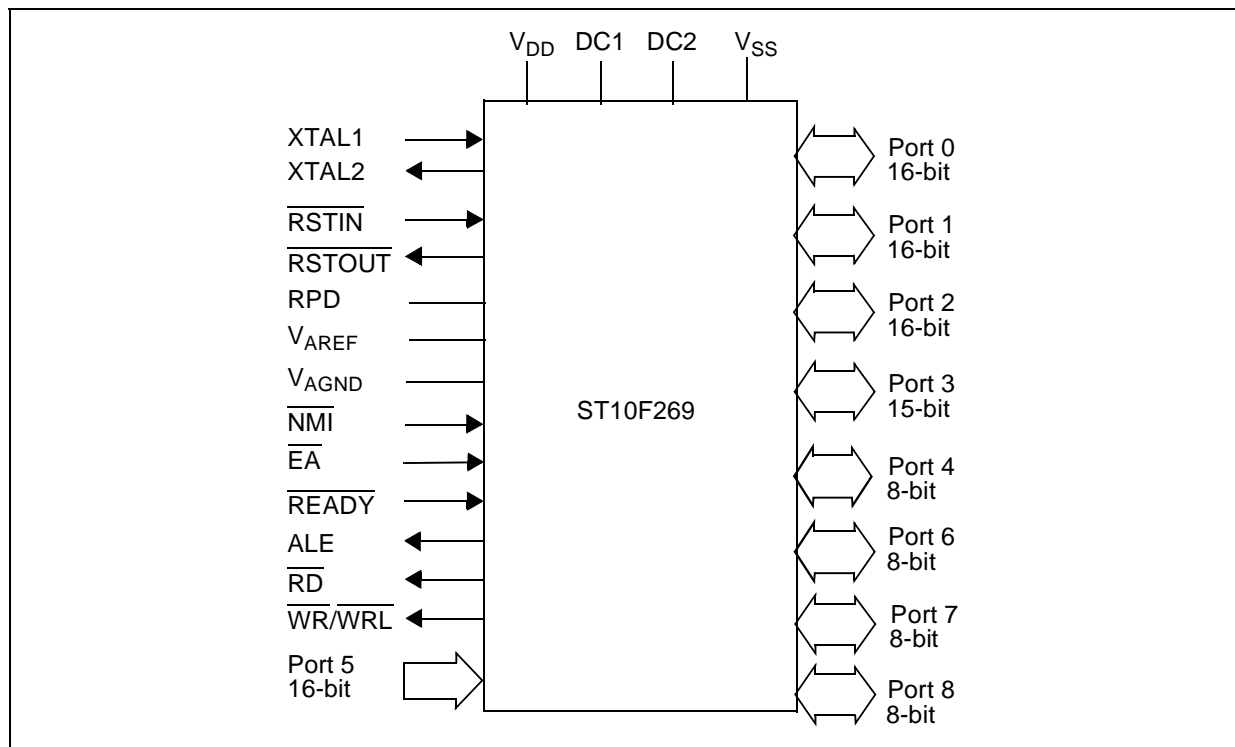 VDD DC1 DC2 VSS
XTAL1
XTAL2
RSTIN
RSTOUT
RPD
VAREF
VAGND
NMI
EA
READY
ALE
RD
WR/WRL
Port 5
16-bit
ST10F269
Port 0
16-bit
Port 1
16-bit
Port 2
16-bit
Port 3
15-bit
Port 4
8-bit
Port 6
8-bit
Port 7
8-bit
Port 8
8-bit